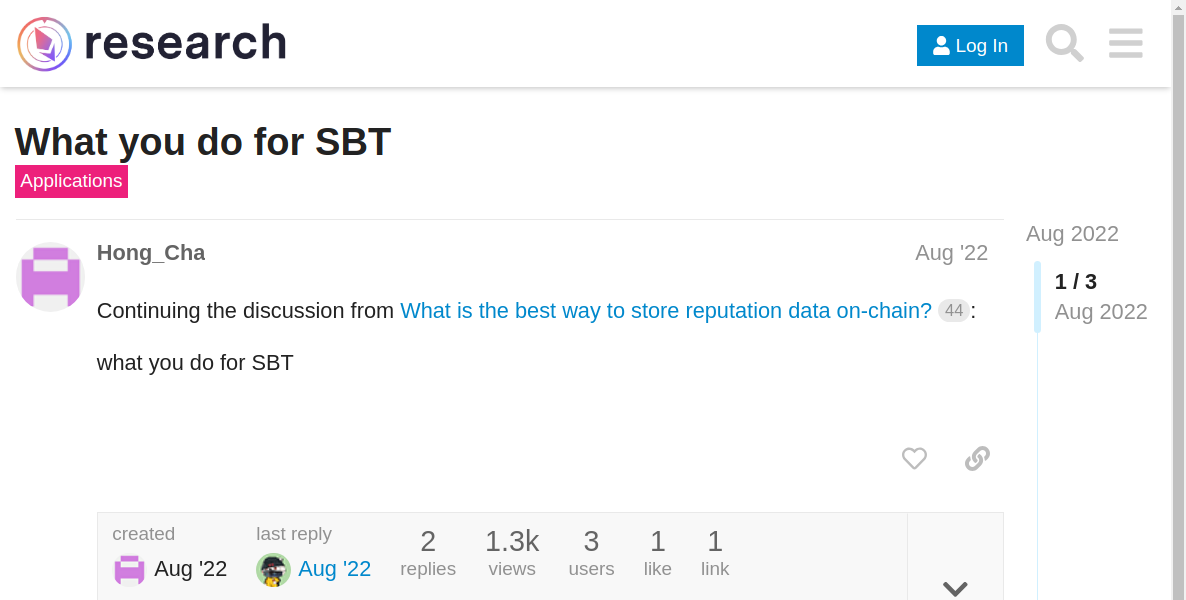 research
Log In
What you do for SBT
Applications
Hong_Cha
Aug '22
Aug 2022
1 / 3
Aug 2022
Continuing the discussion from What is the best way to store reputation data on-chain? 44 :
what you do for SBT
created
Aug '22
last reply
Aug '22
2
replies
1.3k
views
3
users
1
like
1
link